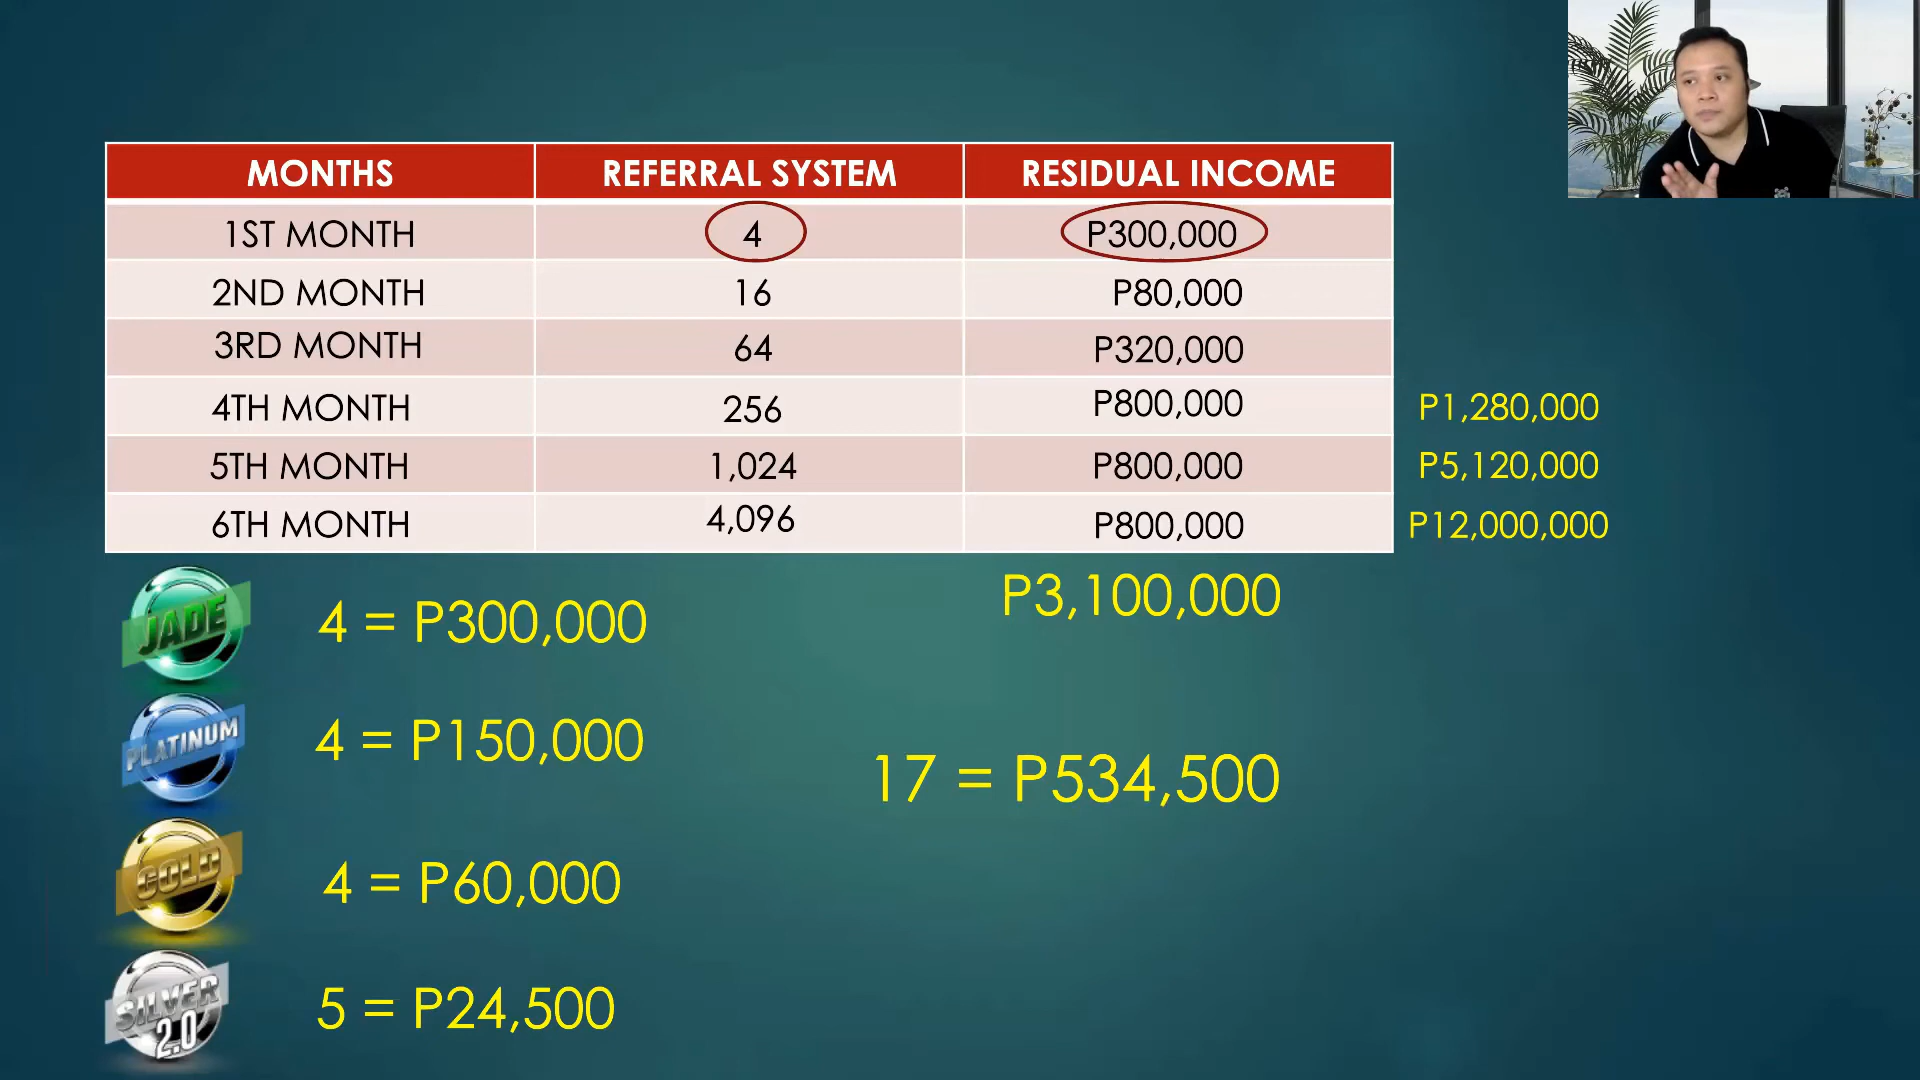 MONTHS REFERRAL SYSTEM RESIDUAL INCOME
1ST MONTH 4 P300,000
2ND MONTH 16 P80,000
3RD MONTH 64 P320,000
4TH MONTH 256 P800,000 P1,280,000
5TH MONTH 1,024 P800,000 P5,120,000
6TH MONTH 4,096 P800,000 P12,000,000
P3,100,000
JADE 4 = P300,000
PLATINUM 4 = P150,000
17 = P534,500
GOLD 4 = P60,000
SILVER 2.0 5 = P24,500